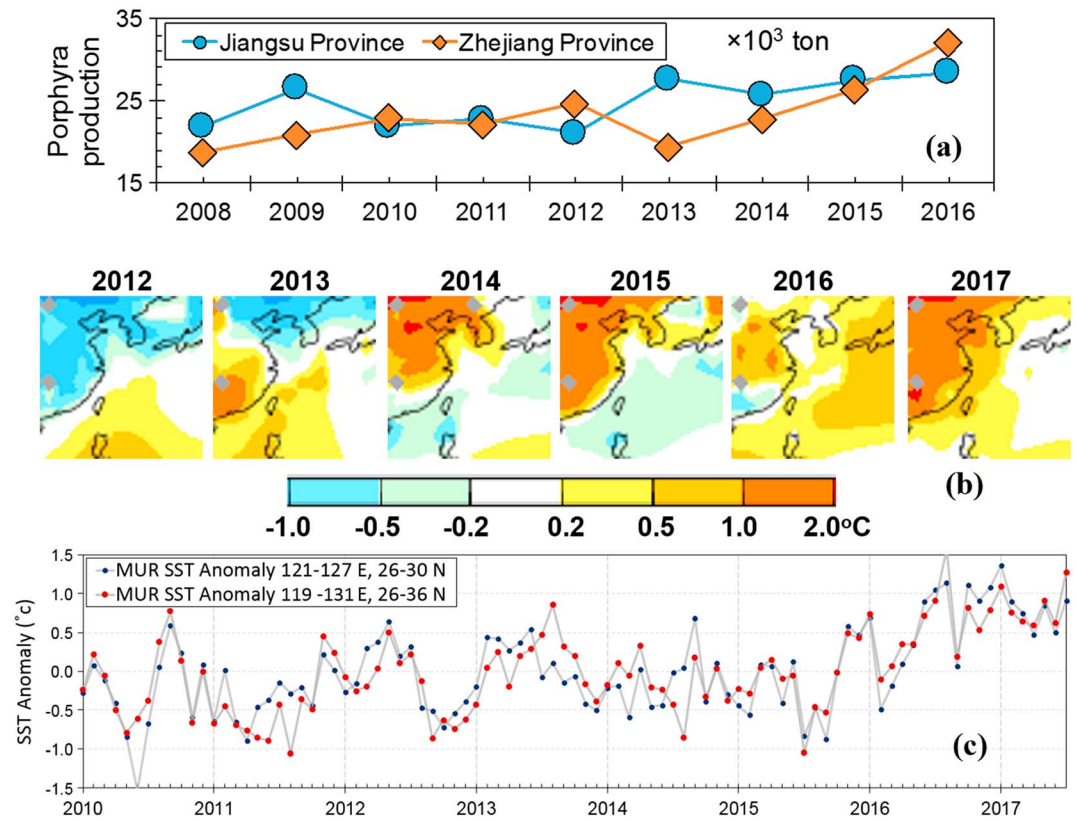 35
Jiangsu Province Zhejiang Province ×10³ ton
25
Porphyra
production
15
(a)
2008 2009 2010 2011 2012 2013 2014 2015 2016
2012 2013 2014 2015 2016 2017
(b)
-1.0 -0.5 -0.2 0.2 0.5 1.0 2.0ºC
1.5
1.0
0.5
0.0
-0.5
-1.0
-1.5
SST Anomaly (˚c)
MUR SST Anomaly 121-127 E, 26-30 N
MUR SST Anomaly 119 -131 E, 26-36 N
(c)
2010 2011 2012 2013 2014 2015 2016 2017